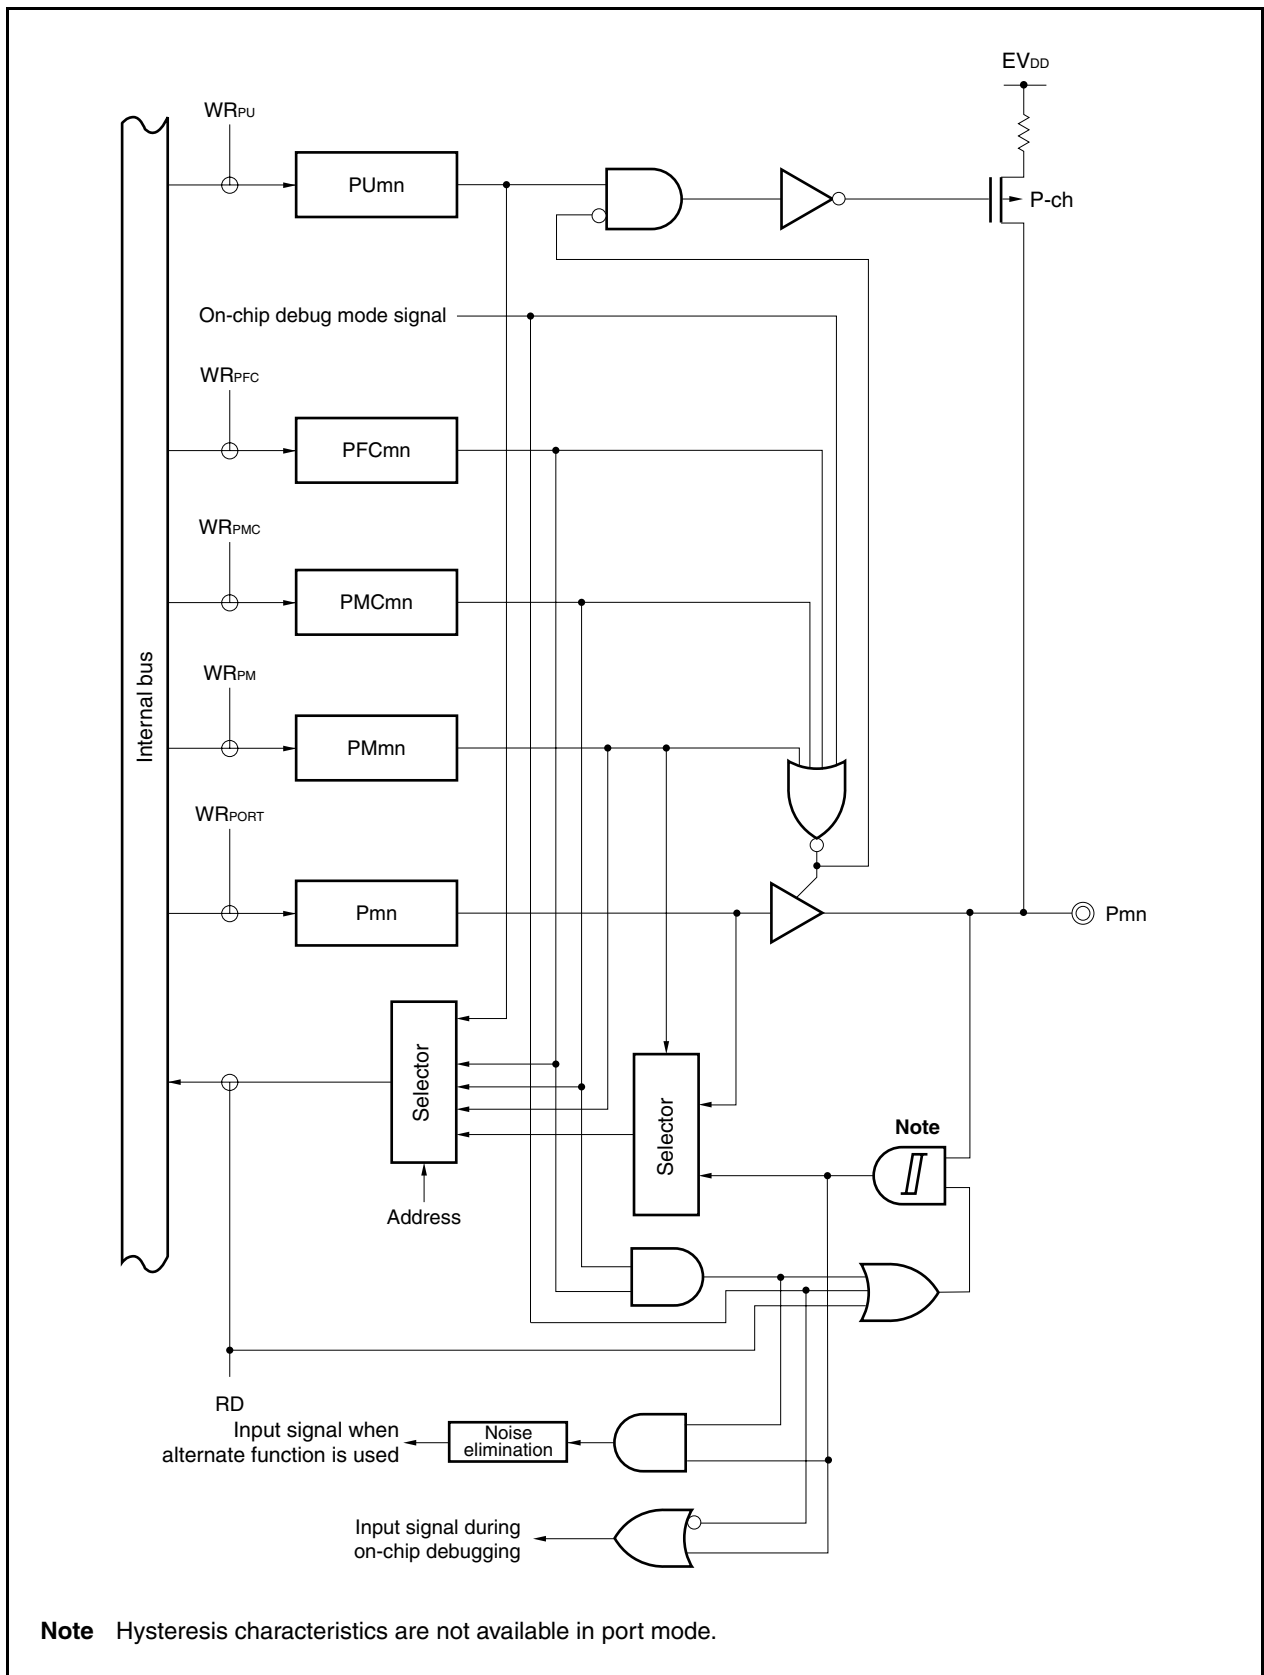 EVDD
WRPU
PUmn
P-ch
On-chip debug mode signal
WRPFC
PFCmn
WRPMC
PMCmn
Internal bus
WRPM
PMmn
WRPORT
Pmn
Pmn
Selector
Selector
Note
Address
RD
Input signal when
alternate function is used
Noise
elimination
Input signal during
on-chip debugging
Note Hysteresis characteristics are not available in port mode.